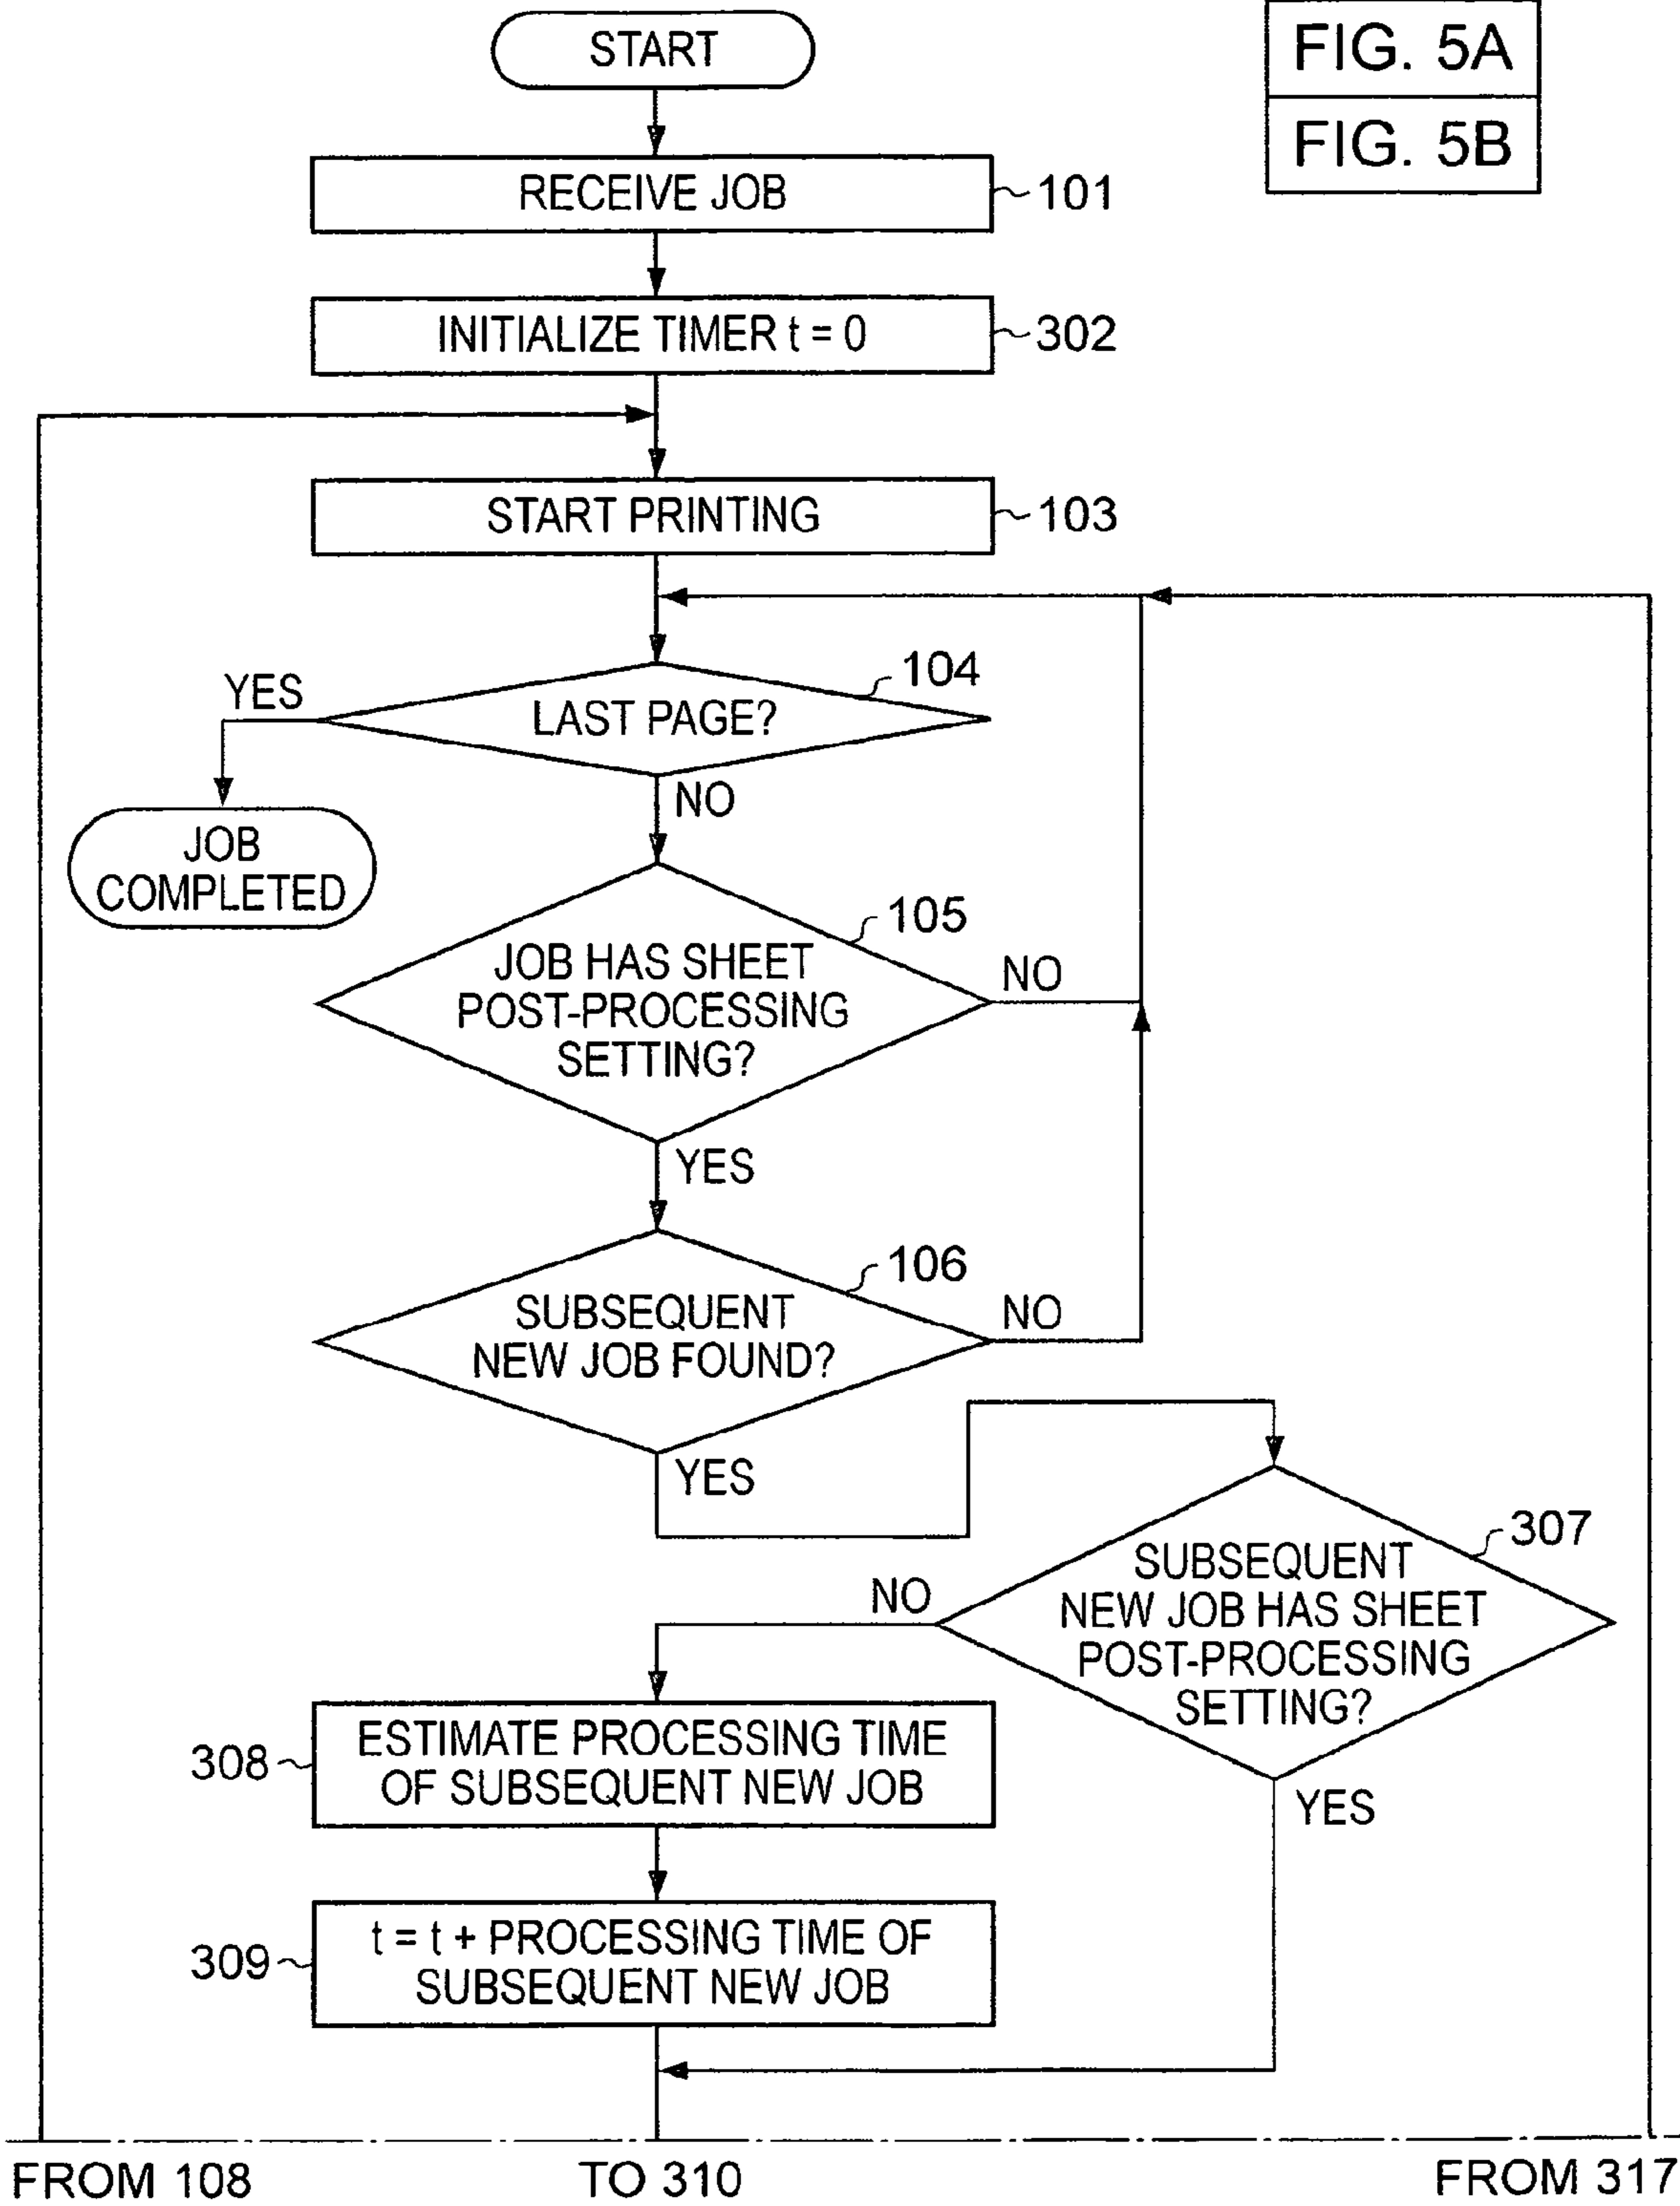 START
FIG. 5A
FIG. 5B
RECEIVE JOB
101
INITIALIZE TIMER t = 0
302
START PRINTING
103
104
YES
LAST PAGE?
NO
JOB
COMPLETED
105
JOB HAS SHEET
POST-PROCESSING
SETTING?
NO
YES
106
SUBSEQUENT
NEW JOB FOUND?
NO
YES
307
SUBSEQUENT
NEW JOB HAS SHEET
POST-PROCESSING
SETTING?
NO
YES
308
ESTIMATE PROCESSING TIME
OF SUBSEQUENT NEW JOB
309
t = t + PROCESSING TIME OF
SUBSEQUENT NEW JOB
FROM 108
TO 310
FROM 317